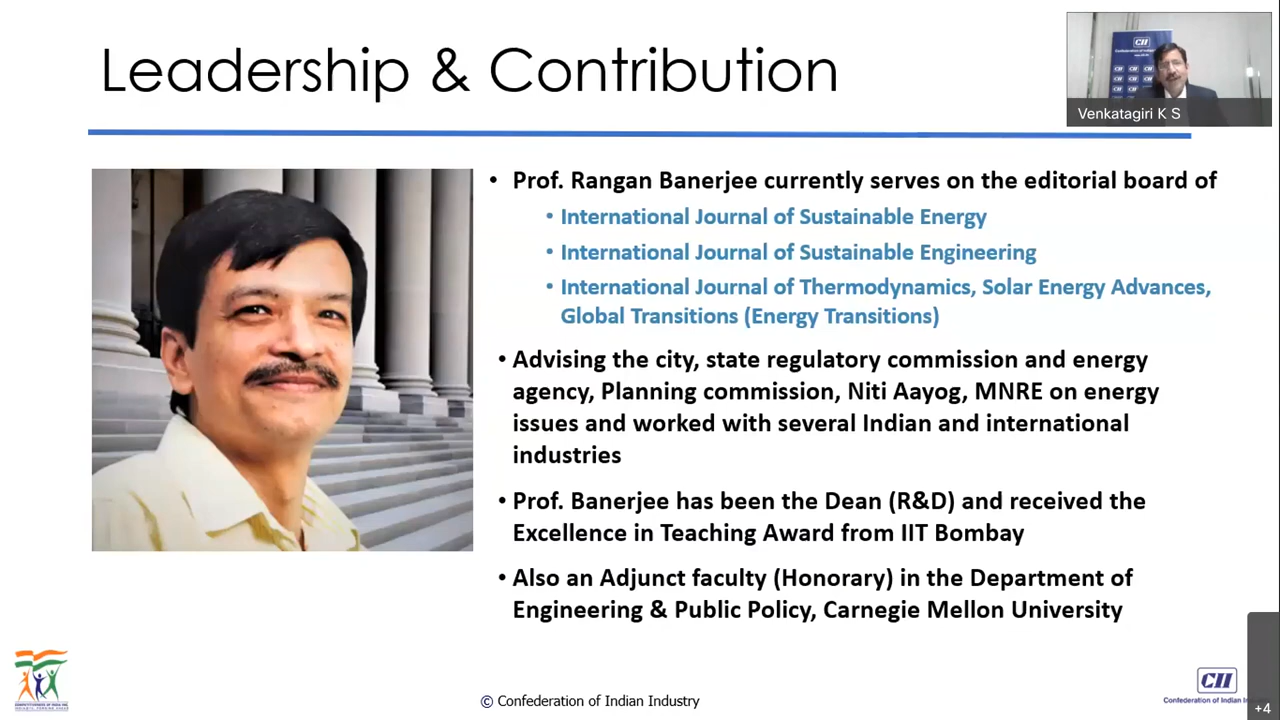 Leadership & Contribution
CII
Confederation of Indian
Venkatagiri K S
• Prof. Rangan Banerjee currently serves on the editorial board of
• International Journal of Sustainable Energy
• International Journal of Sustainable Engineering
• International Journal of Thermodynamics, Solar Energy Advances,
Global Transitions (Energy Transitions)
• Advising the city, state regulatory commission and energy
agency, Planning commission, Niti Aayog, MNRE on energy
issues and worked with several Indian and international
industries
• Prof. Banerjee has been the Dean (R&D) and received the
Excellence in Teaching Award from IIT Bombay
• Also an Adjunct faculty (Honorary) in the Department of
Engineering & Public Policy, Carnegie Mellon University
© Confederation of Indian Industry
CII
Confederation of Indian
+4